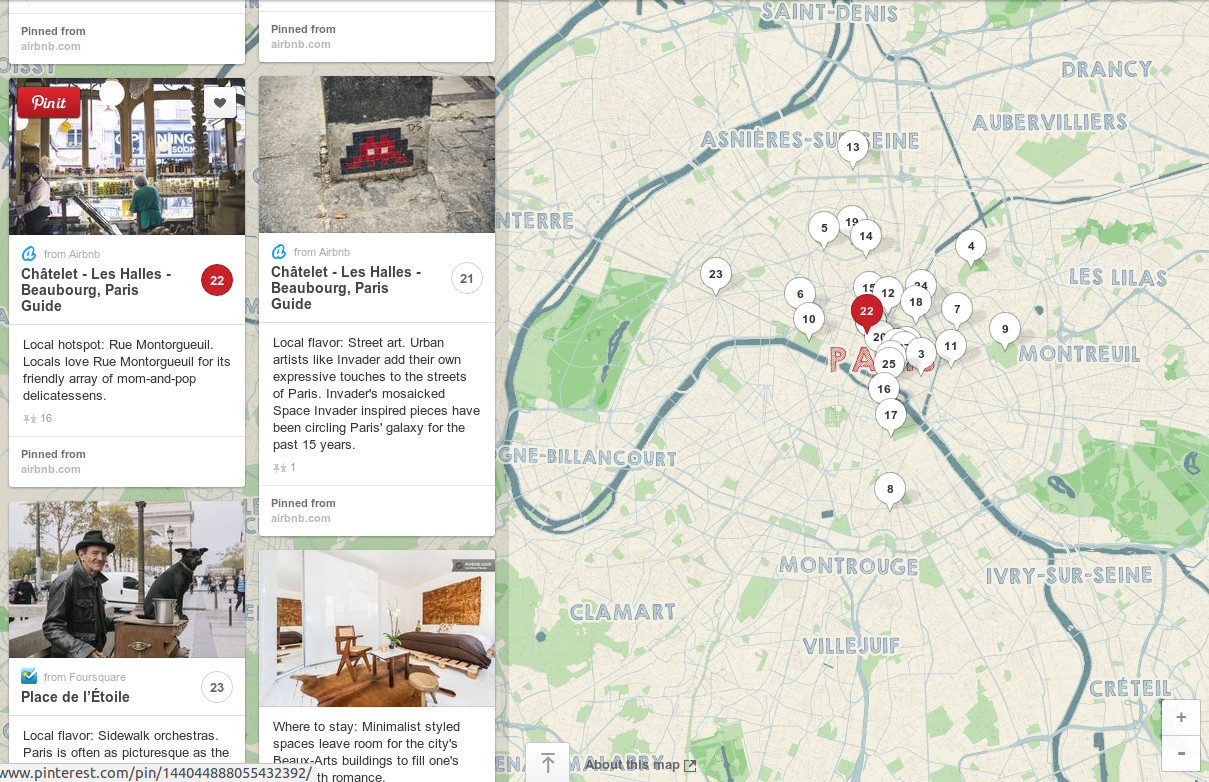 Pinned from
airbnb.com
Pin it
OPENING
SOON
from Airbnb
Châtelet - Les Halles -
Beaubourg, Paris
Guide
22
Local hotspot: Rue Montorgueil.
Locals love Rue Montorgueil for its
friendly array of mom-and-pop
delicatessens.
16
Pinned from
airbnb.com
from Foursquare
Place de l'Étoile
23
Local flavor: Sidewalk orchestras.
Paris is often as picturesque as the
www.pinterest.com/pin/144044888055432392/
Pinned from
airbnb.com
from Airbnb
Châtelet - Les Halles -
Beaubourg, Paris
Guide
21
Local flavor: Street art. Urban
artists like Invader add their own
expressive touches to the streets
of Paris. Invader's mosaicked
Space Invader inspired pieces have
been circling Paris' galaxy for the
past 15 years.
1
Pinned from
airbnb.com
Airbnb.com
Where to stay: Minimalist styled
spaces leave room for the city's
Beaux-Arts buildings to fill one's
th romance.
SAINT-DENIS
DRANCY
AUBERVILLIERS
ASNIÈRES-SUR-SEINE
13
NTERRE
5
19
14
4
LES LILAS
23
6
15
12
24
18
7
22
10
9
20
11
MONTREUIL
PARIS
3
25
16
17
GNE-BILLANCOURT
8
MONTROUGE
IVRY-SUR-SEINE
CLAMART
VILLEJUIF
CRÉTEIL
+
-
About this map